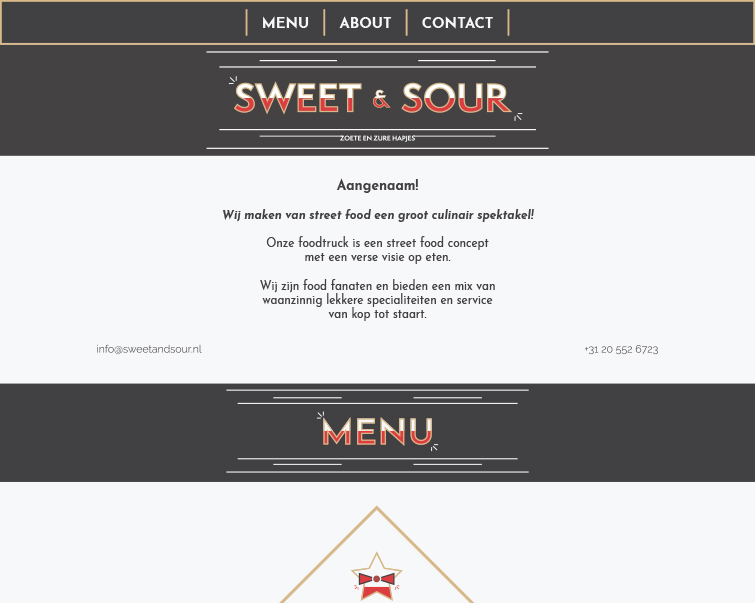 MENU ABOUT CONTACT
SWEET & SOUR
ZOETE EN ZURE HAPJES
Aangenaam!
Wij maken van street food een groot culinair spektakel!
Onze foodtruck is een street food concept
met een verse visie op eten.
Wij zijn food fanaten en bieden een mix van
waanzinnig lekkere specialiteiten en service
van kop tot staart.
info@sweetandsour.nl +31 20 552 6723
MENU